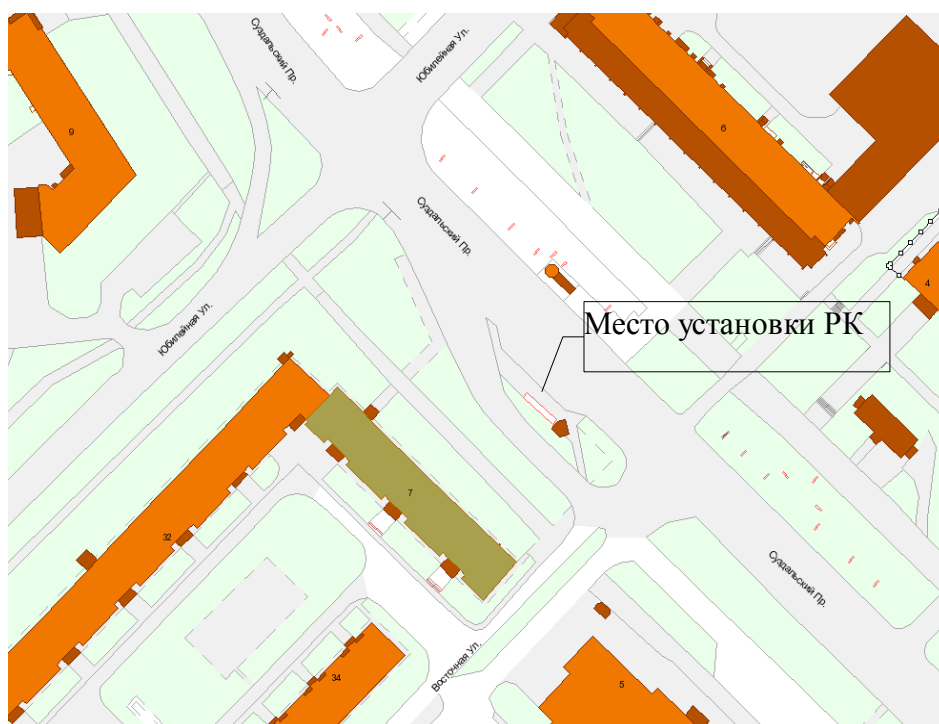 Суздальский Пр.
Юбилейная Ул.
9
6
Суздальский Пр.
4
Место установки РК
Юбилейная Ул.
7
32
Суздальский Пр.
Восточная Ул.
34
5